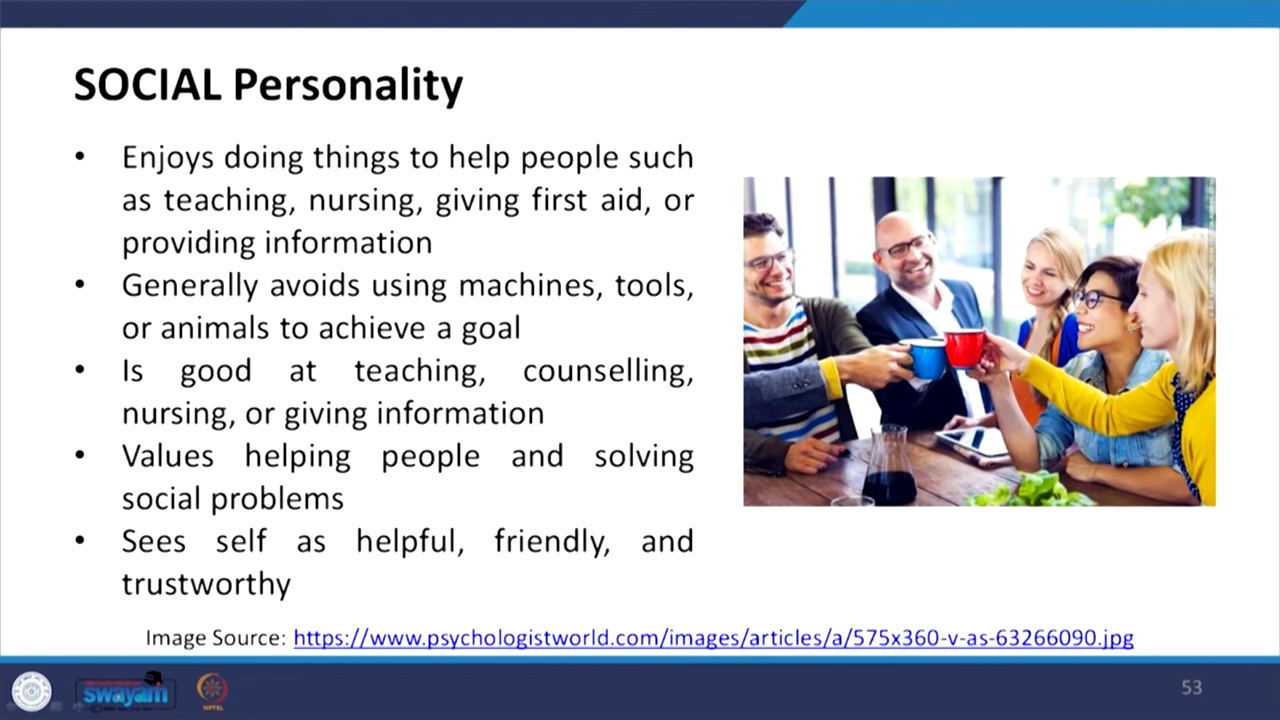 SOCIAL Personality
• Enjoys doing things to help people such
as teaching, nursing, giving first aid, or
providing information
• Generally avoids using machines, tools,
or animals to achieve a goal
• Is good at teaching, counselling,
nursing, or giving information
• Values helping people and solving
social problems
• Sees self as helpful, friendly, and
trustworthy
Image Source: https://www.psychologistworld.com/images/articles/a/575x360-v-as-63266090.jpg
swayam
NPTEL
53